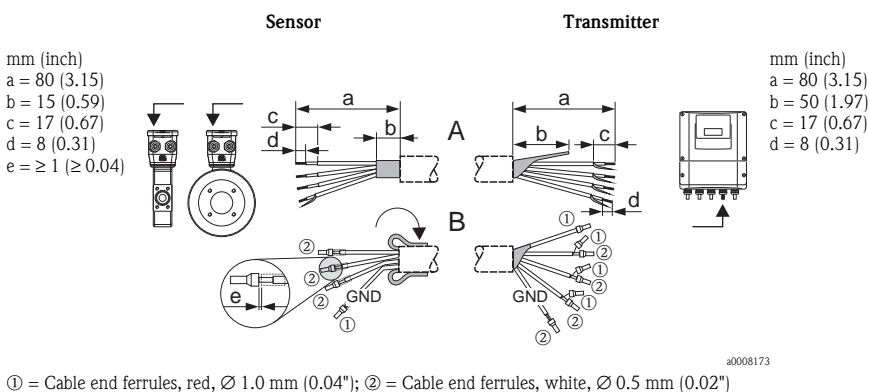 Sensor
Transmitter
mm (inch)
a = 80 (3.15)
b = 15 (0.59)
c = 17 (0.67)
d = 8 (0.31)
e = ≥ 1 (≥ 0.04)
a
c
b
d
A
a
b
c
d
mm (inch)
a = 80 (3.15)
b = 50 (1.97)
c = 17 (0.67)
d = 8 (0.31)
B
②
②
②
e
GND
①
①
①
②
①
②
①
②
GND
②
a0008173
① = Cable end ferrules, red, Ø 1.0 mm (0.04"); ② = Cable end ferrules, white, Ø 0.5 mm (0.02")